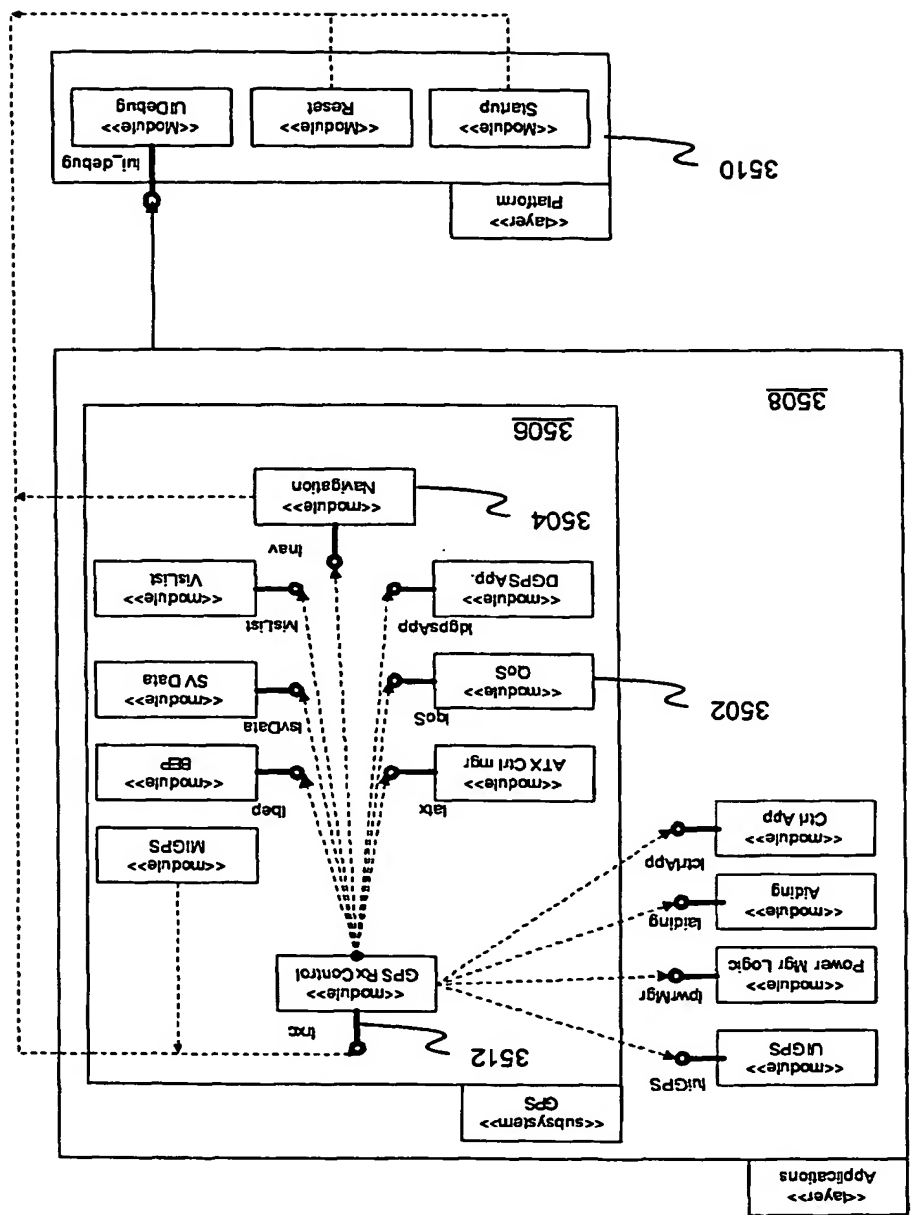 <<layer>>
Applications
<<subsystem>>
GPS
<<module>>
UIGPS
IuiGPS
<<module>>
Power Mgr Logic
IpwrMgr
<<module>>
Aiding
Iaiding
<<module>>
Ctrl App
IctrlApp
3512
Irxc
<<module>>
GPS Rx Control
<<module>>
MIGPS
<<module>>
ATX Ctrl mgr
Iatx
Ibep
<<module>>
BEP
3502
<<module>>
QoS
IqoS
IsvData
<<module>>
SV Data
<<module>>
DGPSApp.
IdgpsApp
IvisList
<<module>>
VisList
3504
Inav
<<module>>
Navigation
3508
3506
<<layer>>
Platform
3510
<<Module>>
Startup
<<Module>>
Reset
Iui_debug
<<Module>>
UIDebug